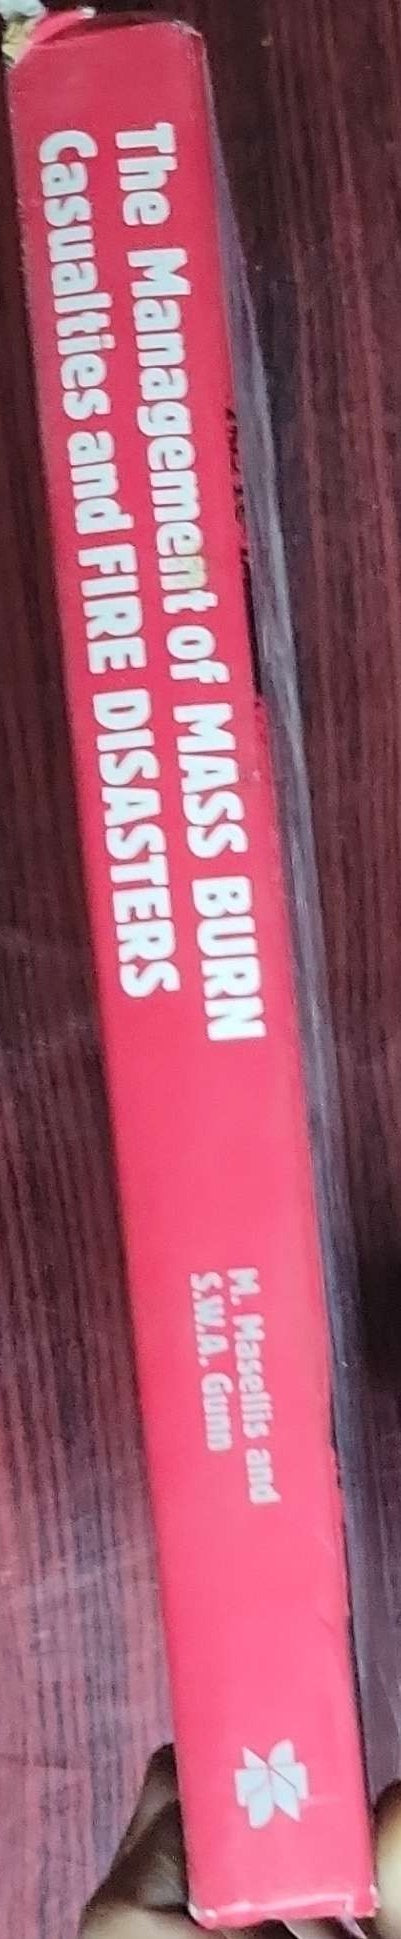 The Management of MASS BURN
Casualties and FIRE DISASTERS
M. Masellis and
S.W.A. Gunn